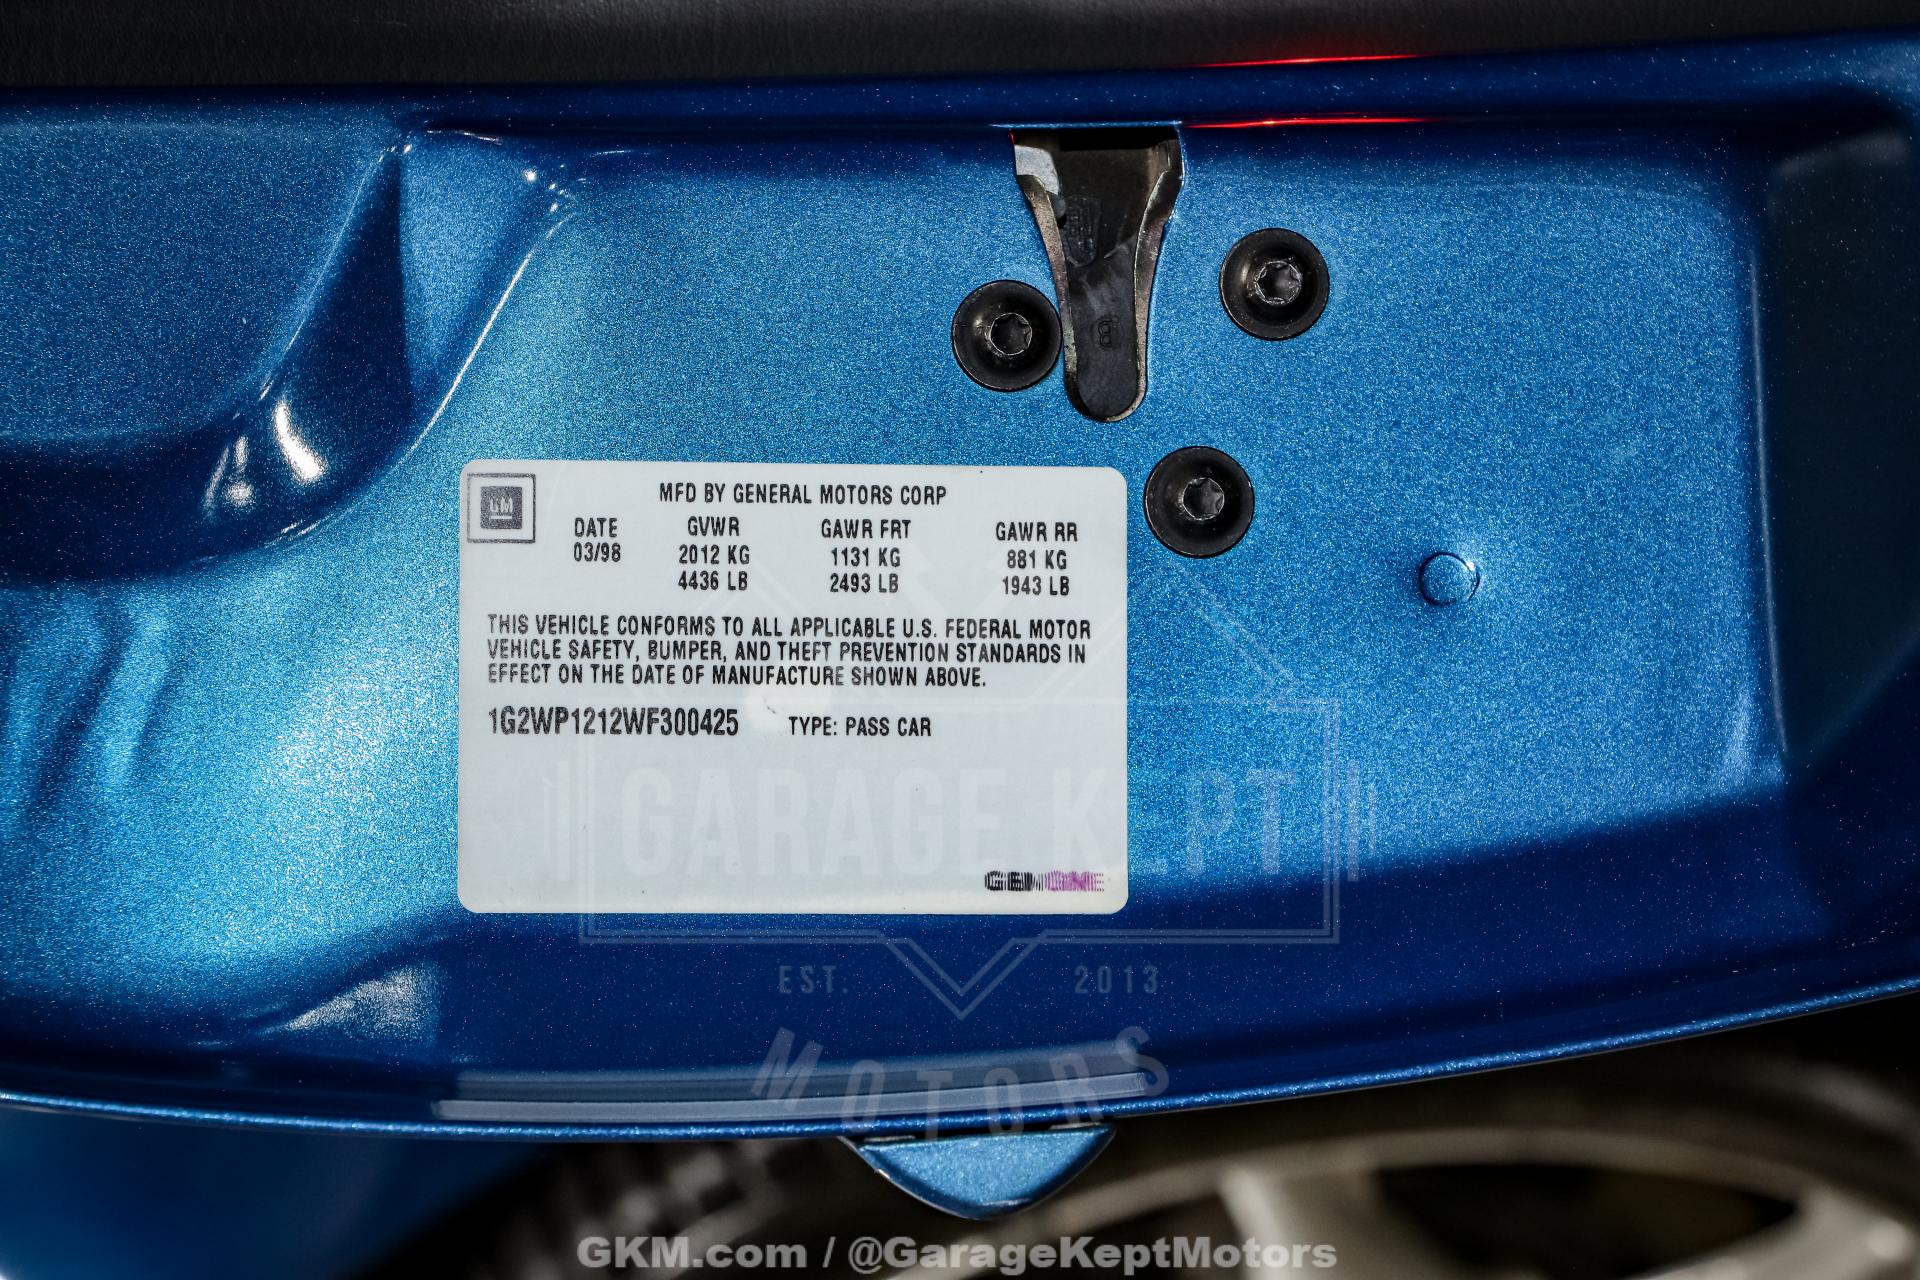 GM
MFD BY GENERAL MOTORS CORP
DATE GVWR GAWR FRT GAWR RR
03/98 2012 KG 1131 KG 881 KG
4436 LB 2493 LB 1943 LB
THIS VEHICLE CONFORMS TO ALL APPLICABLE U.S. FEDERAL MOTOR
VEHICLE SAFETY, BUMPER, AND THEFT PREVENTION STANDARDS IN
EFFECT ON THE DATE OF MANUFACTURE SHOWN ABOVE.
1G2WP1212WF300425 TYPE: PASS CAR
GARAGE KEPT
EST. 2013
MOTORS
GKM.com / @GarageKeptMotors